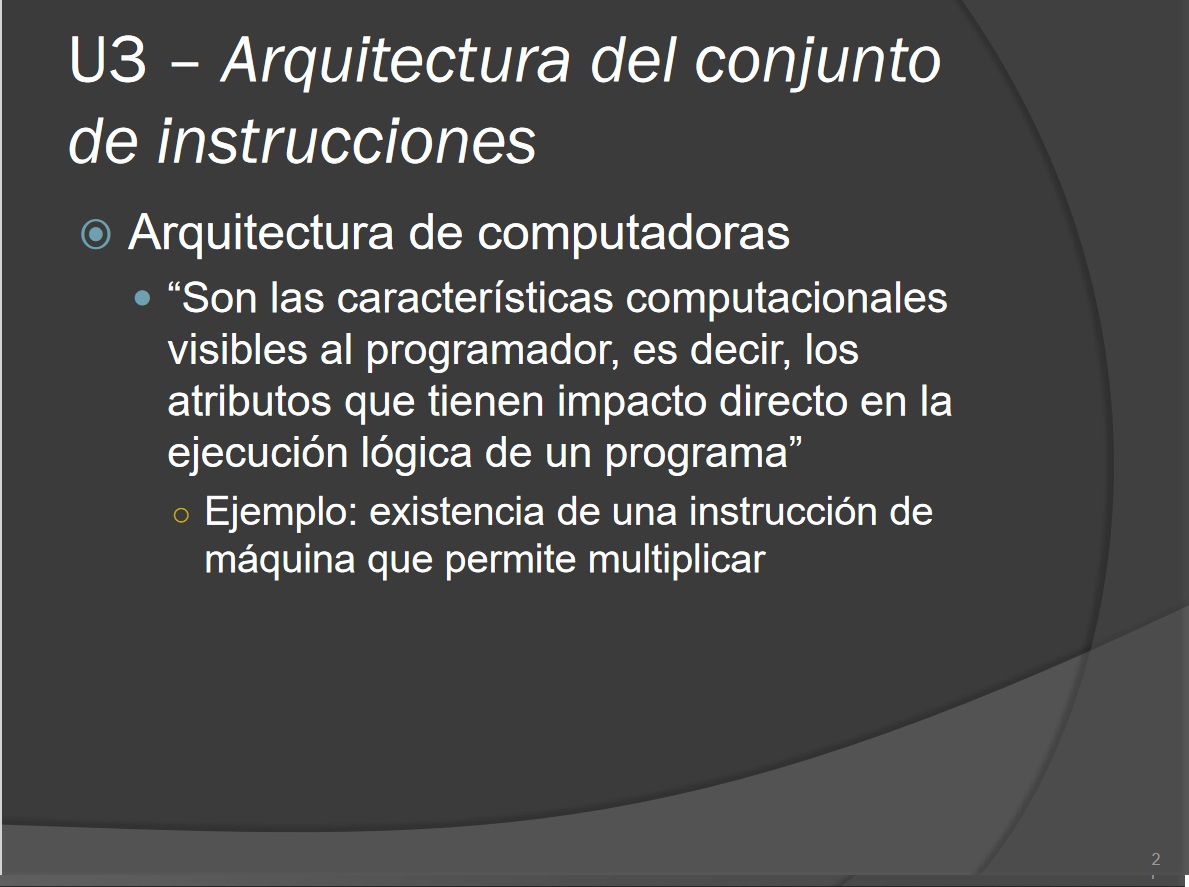 U3 – Arquitectura del conjunto
de instrucciones
Arquitectura de computadoras
“Son las características computacionales
visibles al programador, es decir, los
atributos que tienen impacto directo en la
ejecución lógica de un programa”
Ejemplo: existencia de una instrucción de
máquina que permite multiplicar
2